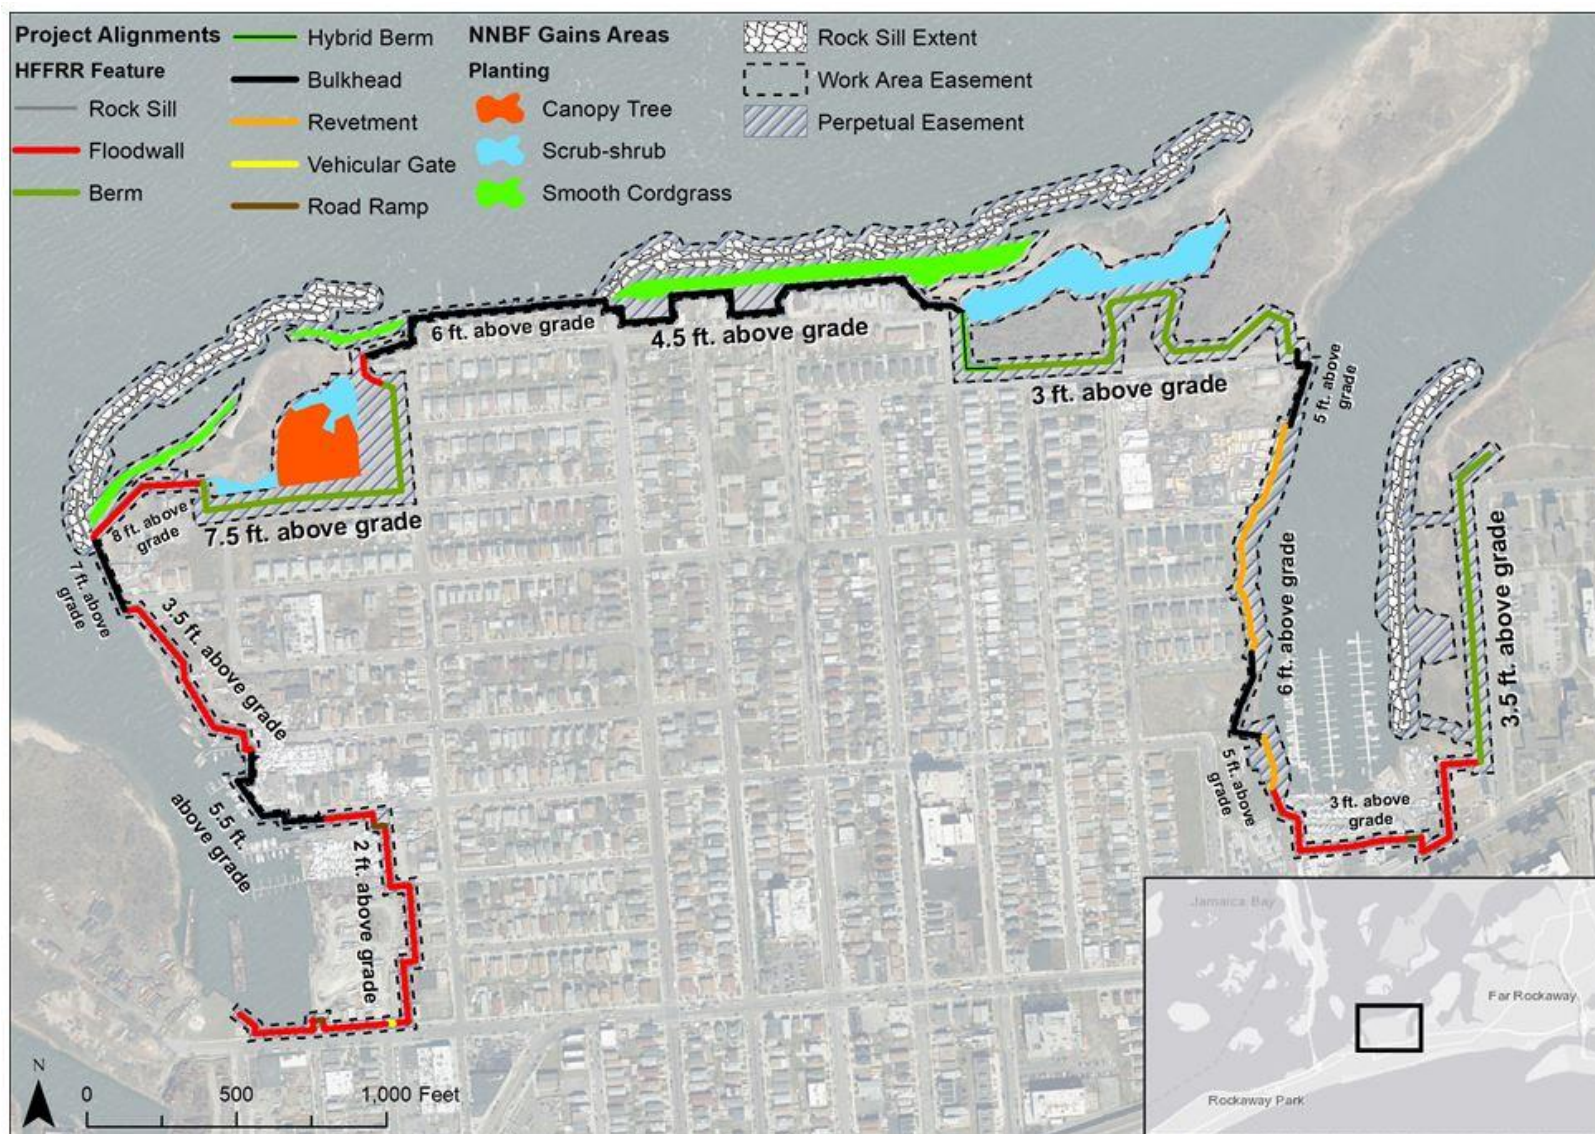 Project Alignments
HFFRR Feature
Rock Sill
Floodwall
Berm
Hybrid Berm
Bulkhead
Revetment
Vehicular Gate
Road Ramp
NNBF Gains Areas
Planting
Canopy Tree
Scrub-shrub
Smooth Cordgrass
Rock Sill Extent
Work Area Easement
Perpetual Easement
6 ft. above grade
4.5 ft. above grade
3 ft. above grade
5 ft. above
grade
8 ft. above
grade
7.5 ft. above grade
7 ft. above
grade
3.5 ft. above grade
5.5 ft.
above grade
2 ft. above grade
6 ft. above grade
3.5 ft. above grade
5 ft. above
grade
3 ft. above
grade
N
0 500 1,000 Feet
Jamaica Bay
Far Rockaway
Rockaway Park